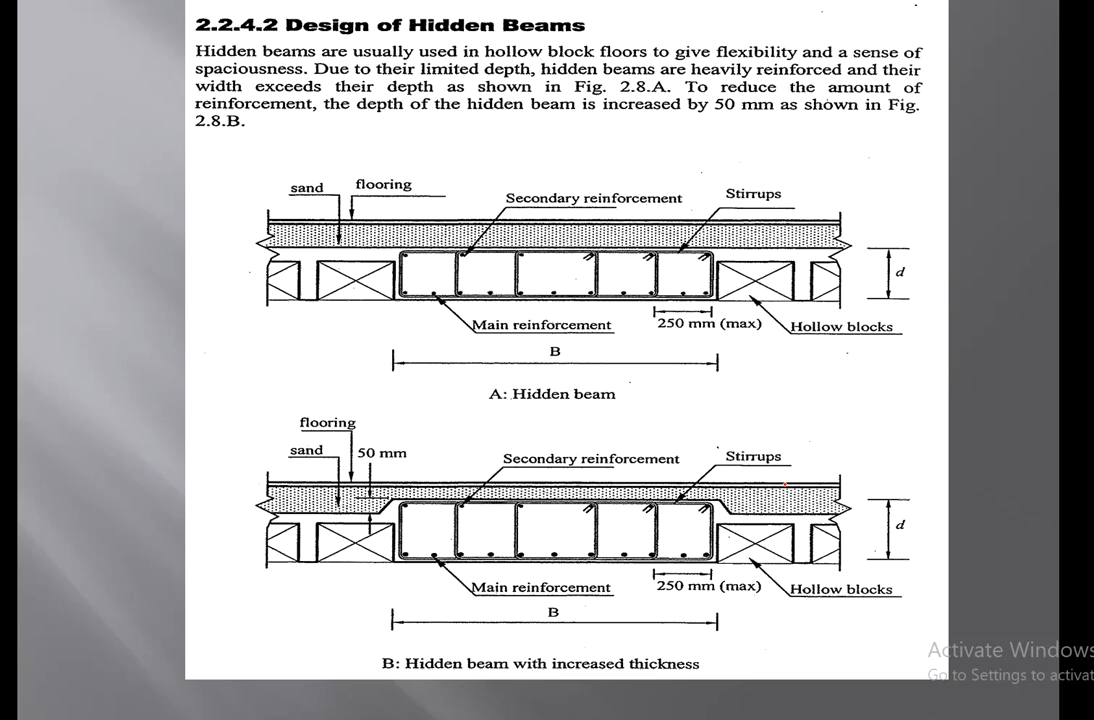 2.2.4.2 Design of Hidden Beams
Hidden beams are usually used in hollow block floors to give flexibility and a sense of
spaciousness. Due to their limited depth, hidden beams are heavily reinforced and their
width exceeds their depth as shown in Fig. 2.8.A. To reduce the amount of
reinforcement, the depth of the hidden beam is increased by 50 mm as shown in Fig.
2.8.B.
sand
flooring
Secondary reinforcement
Stirrups
d
Main reinforcement
250 mm (max)
Hollow blocks
B
A: Hidden beam
flooring
sand
50 mm
Secondary reinforcement
Stirrups
d
Main reinforcement
250 mm (max)
Hollow blocks
B
B: Hidden beam with increased thickness
Activate Windows
Go to Settings to activat